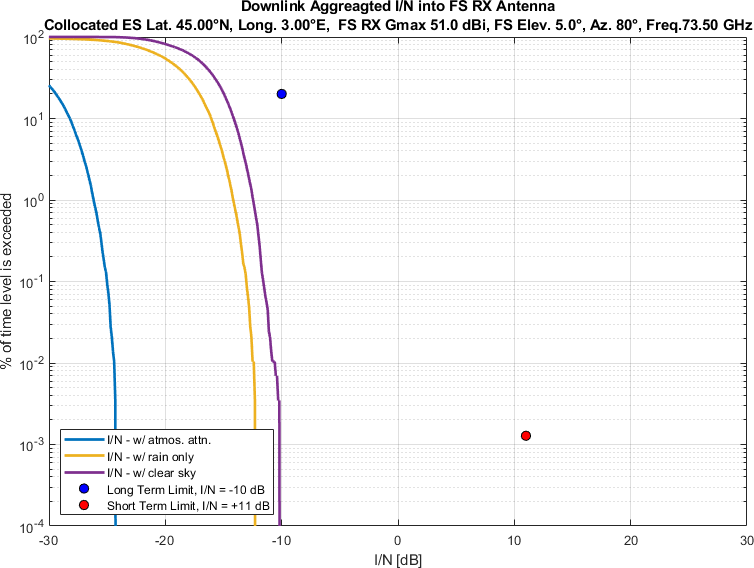 Downlink Aggreagted I/N into FS RX Antenna
Collocated ES Lat. 45.00°N, Long. 3.00°E, FS RX Gmax 51.0 dBi, FS Elev. 5.0°, Az. 80°, Freq.73.50 GHz
% of time level is exceeded
10^2
10^1
10^0
10^-1
10^-2
10^-3
10^-4
I/N - w/ atmos. attn.
I/N - w/ rain only
I/N - w/ clear sky
Long Term Limit, I/N = -10 dB
Short Term Limit, I/N = +11 dB
-30 -20 -10 0 10 20 30
I/N [dB]